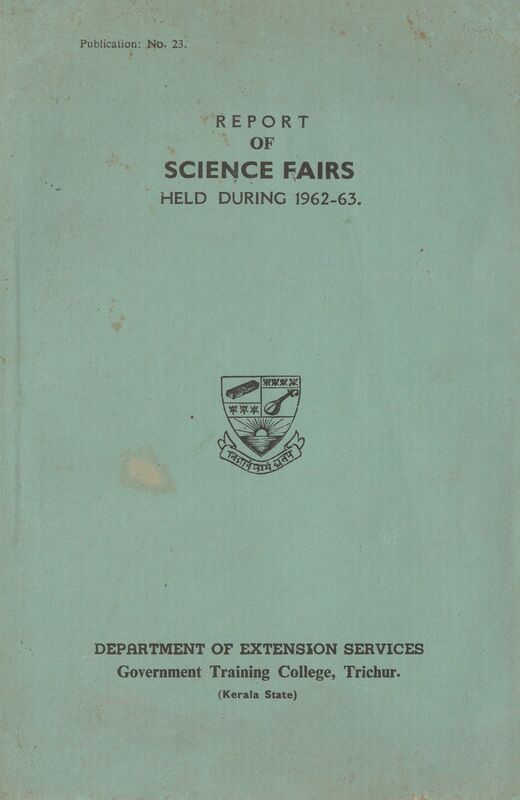 Publication: No. 23.
REPORT
OF
SCIENCE FAIRS
HELD DURING 1962-63.
DEPARTMENT OF EXTENSION SERVICES
Government Training College, Trichur.
(Kerala State)